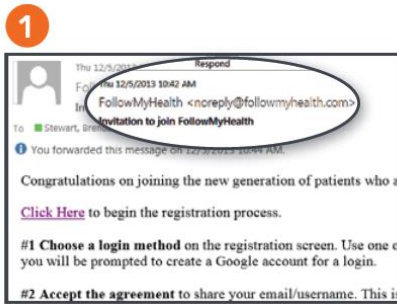 1
Respond
Thu 12/5/2013
Thu 12/5/2013 10:42 AM
FollowMyHealth <noreply@followmyhealth.com>
Invitation to join FollowMyHealth
To Stewart,
You forwarded this message on 12/5/2013 10:44 AM.
Congratulations on joining the new generation of patients who a
Click Here to begin the registration process.
#1 Choose a login method on the registration screen. Use one o
you will be prompted to create a Google account for a login.
#2 Accept the agreement to share your email/username. This is